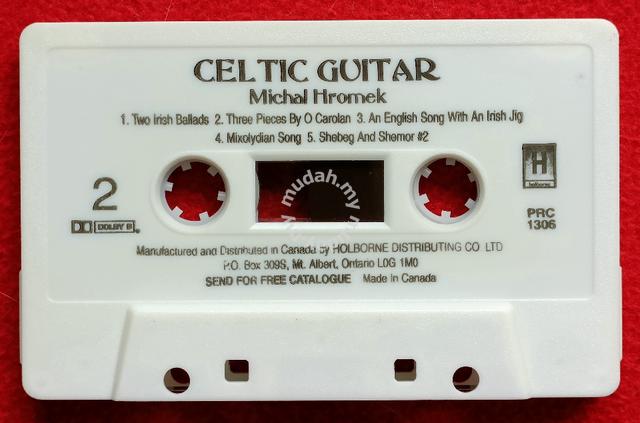 CELTIC GUITAR
Michal Hromek
1. Two Irish Ballads 2. Three Pieces By O Carolan 3. An English Song With An Irish Jig
4. Mixolydian Song 5. Shebeg And Shemor #2
H
holborne
2
DOLBY B
PRC
1306
mudah.my
Manufactured and Distributed in Canada by HOLBORNE DISTRIBUTING CO LTD
P.O. Box 309S, Mt. Albert, Ontario L0G 1M0
SEND FOR FREE CATALOGUE Made In Canada